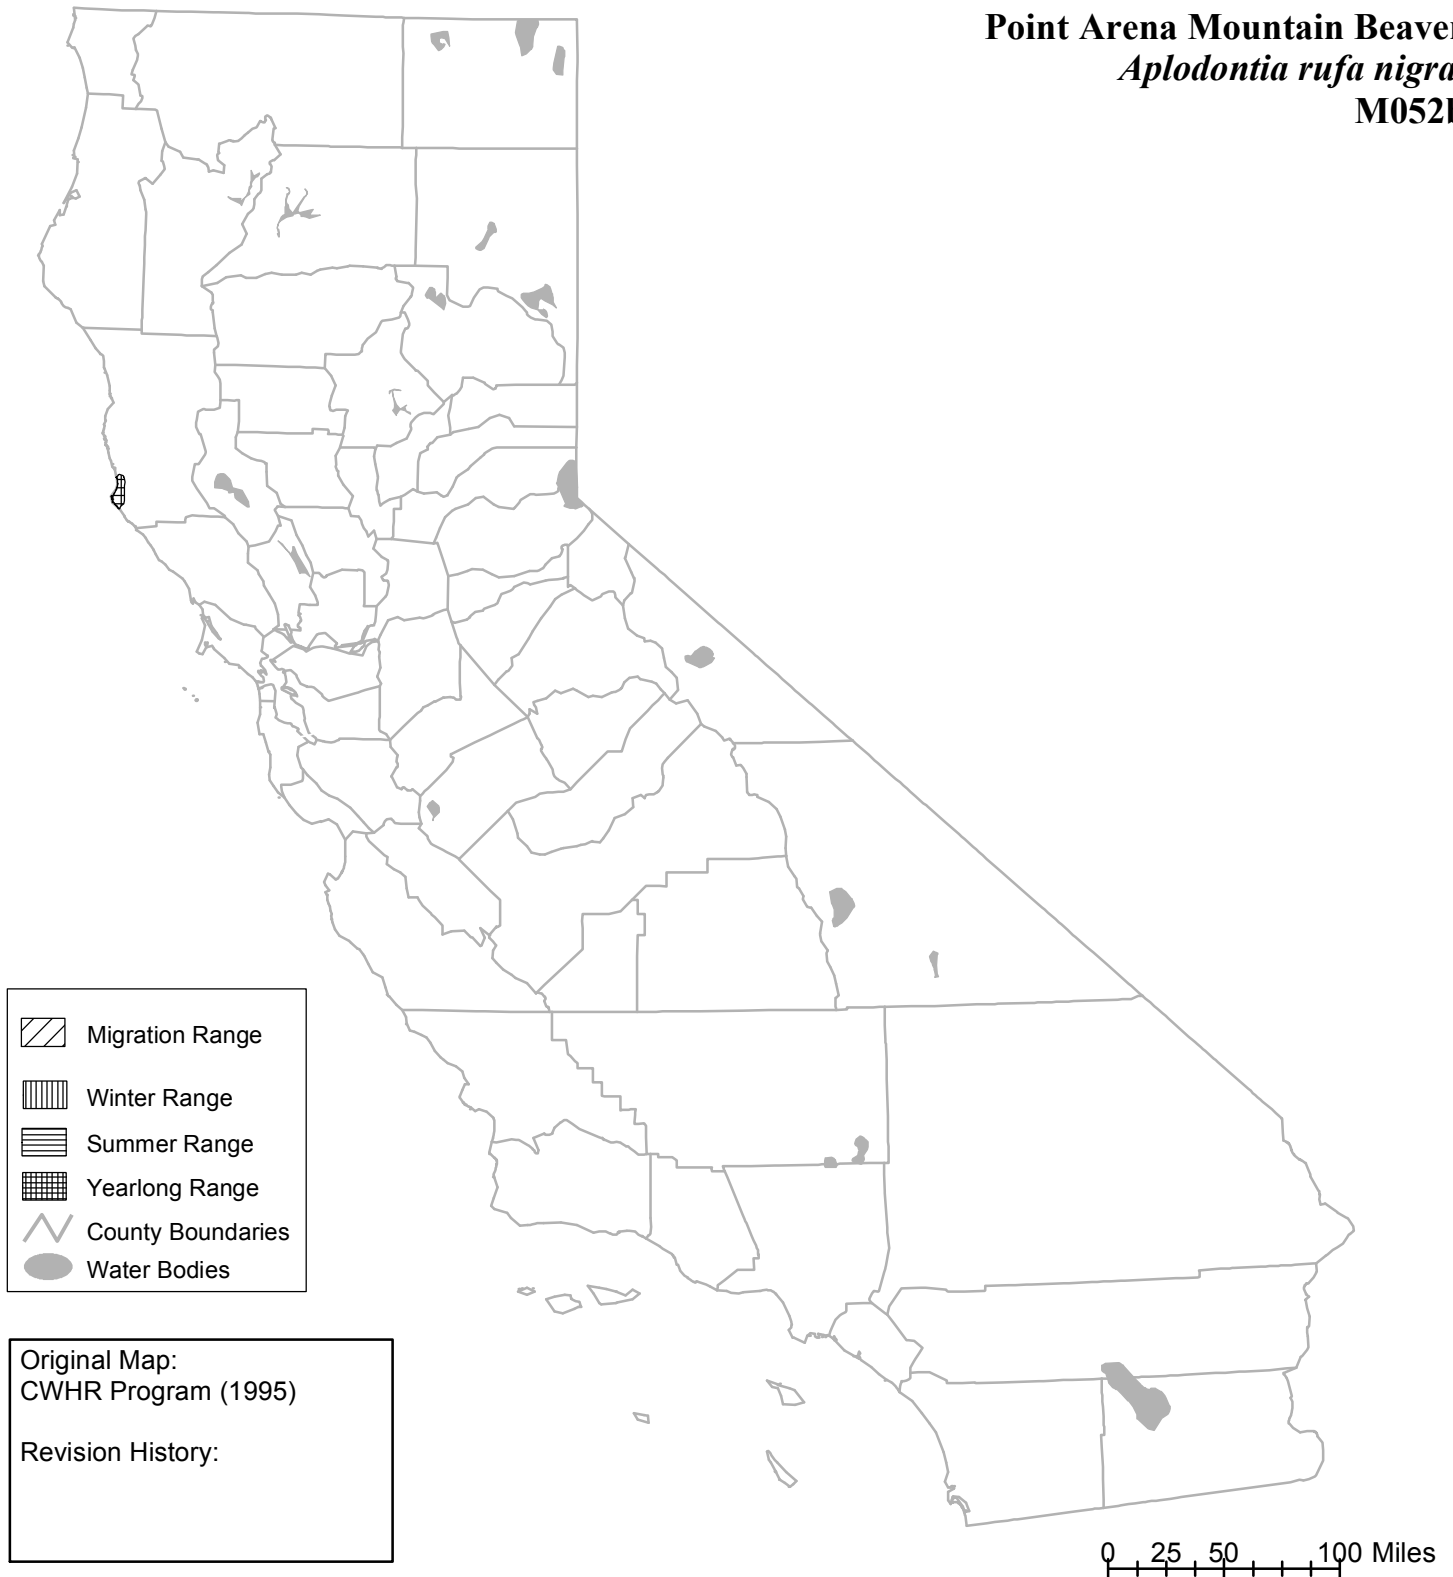 Point Arena Mountain Beaver
Aplodontia rufa nigra
M052b
Migration Range
Winter Range
Summer Range
Yearlong Range
County Boundaries
Water Bodies
Original Map:
CWHR Program (1995)
Revision History:
0 25 50 100 Miles